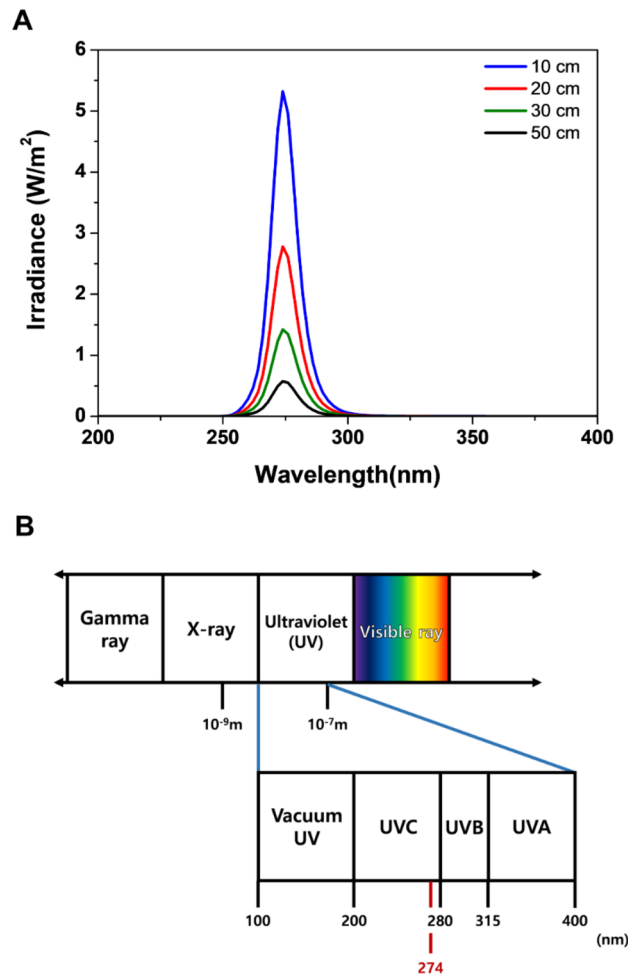 A
6
5
4
3
2
1
0
Irradiance (W/m²)
10 cm
20 cm
30 cm
50 cm
200 250 300 350 400
Wavelength(nm)
B
Gamma
ray
X-ray
Ultraviolet
(UV)
Visible ray
10⁻⁹m
10⁻⁷m
Vacuum
UV
UVC
UVB
UVA
100 200 280 315 400
(nm)
274